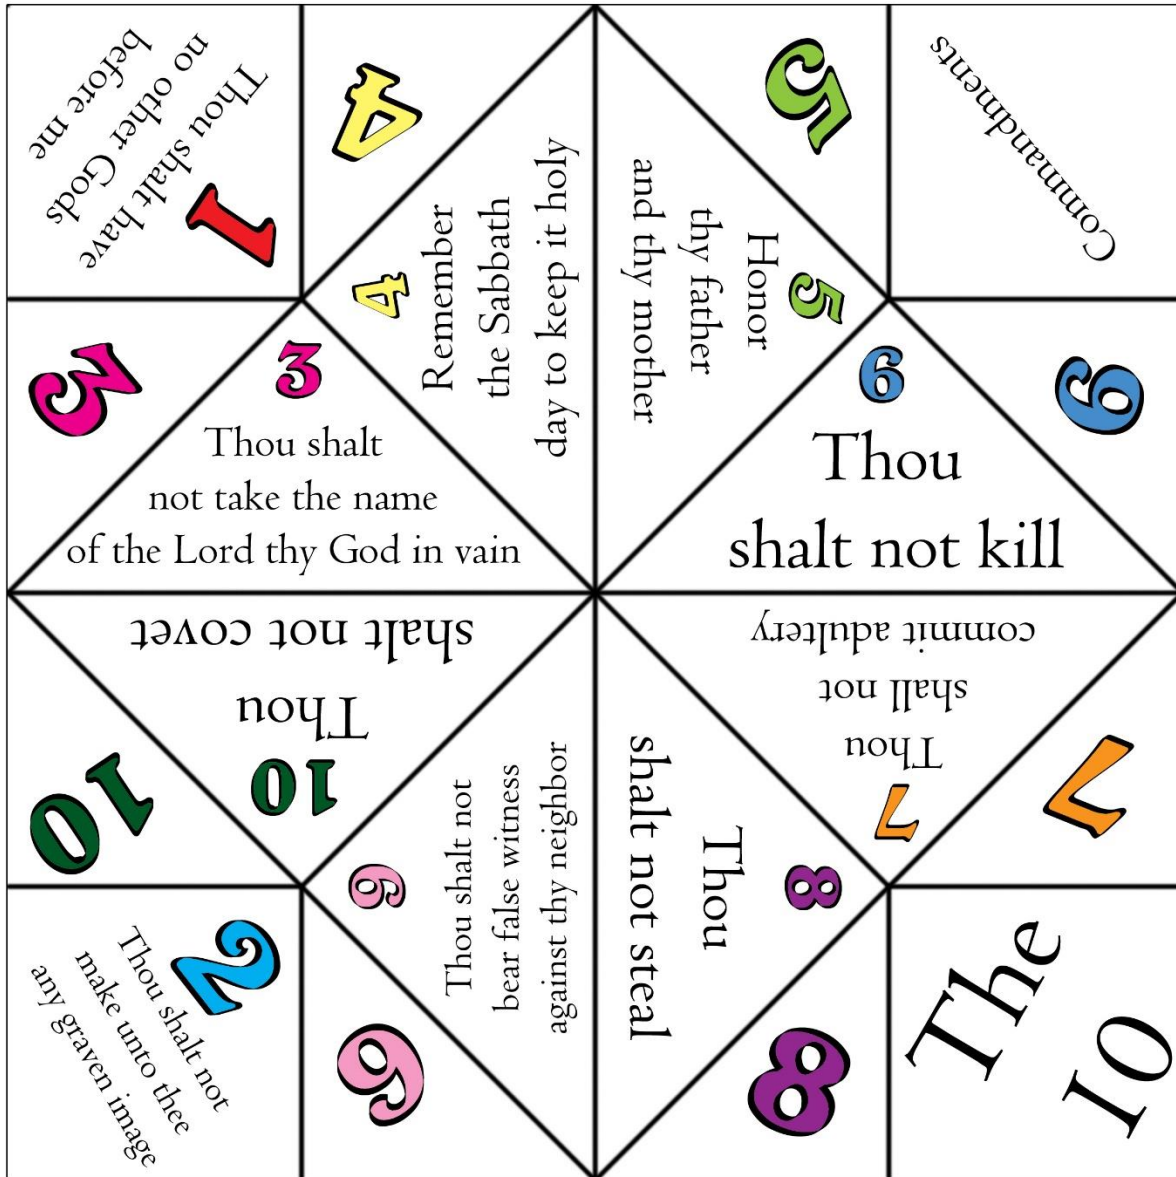 1
Thou shalt have
no other Gods
before me
4
4
Remember
the Sabbath
day to keep it holy
5
5
Honor
thy father
and thy mother
Commandments
3
3
Thou shalt
not take the name
of the Lord thy God in vain
6
6
Thou
shalt not kill
10
10
Thou
shalt not covet
7
7
Thou
shall not
commit adultery
2
Thou shalt not
make unto thee
any graven image
9
9
Thou shalt not
bear false witness
against thy neighbor
8
8
Thou
shalt not steal
The
10